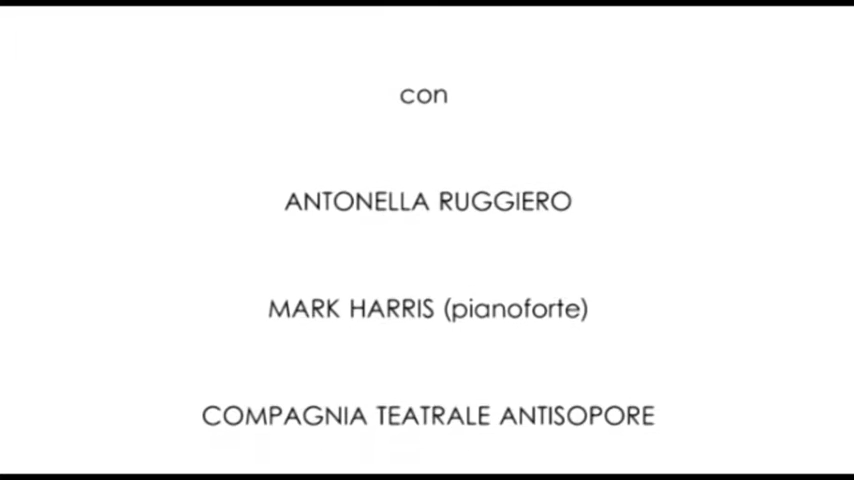 con
ANTONELLA RUGGIERO
MARK HARRIS (pianoforte)
COMPAGNIA TEATRALE ANTISOPORE